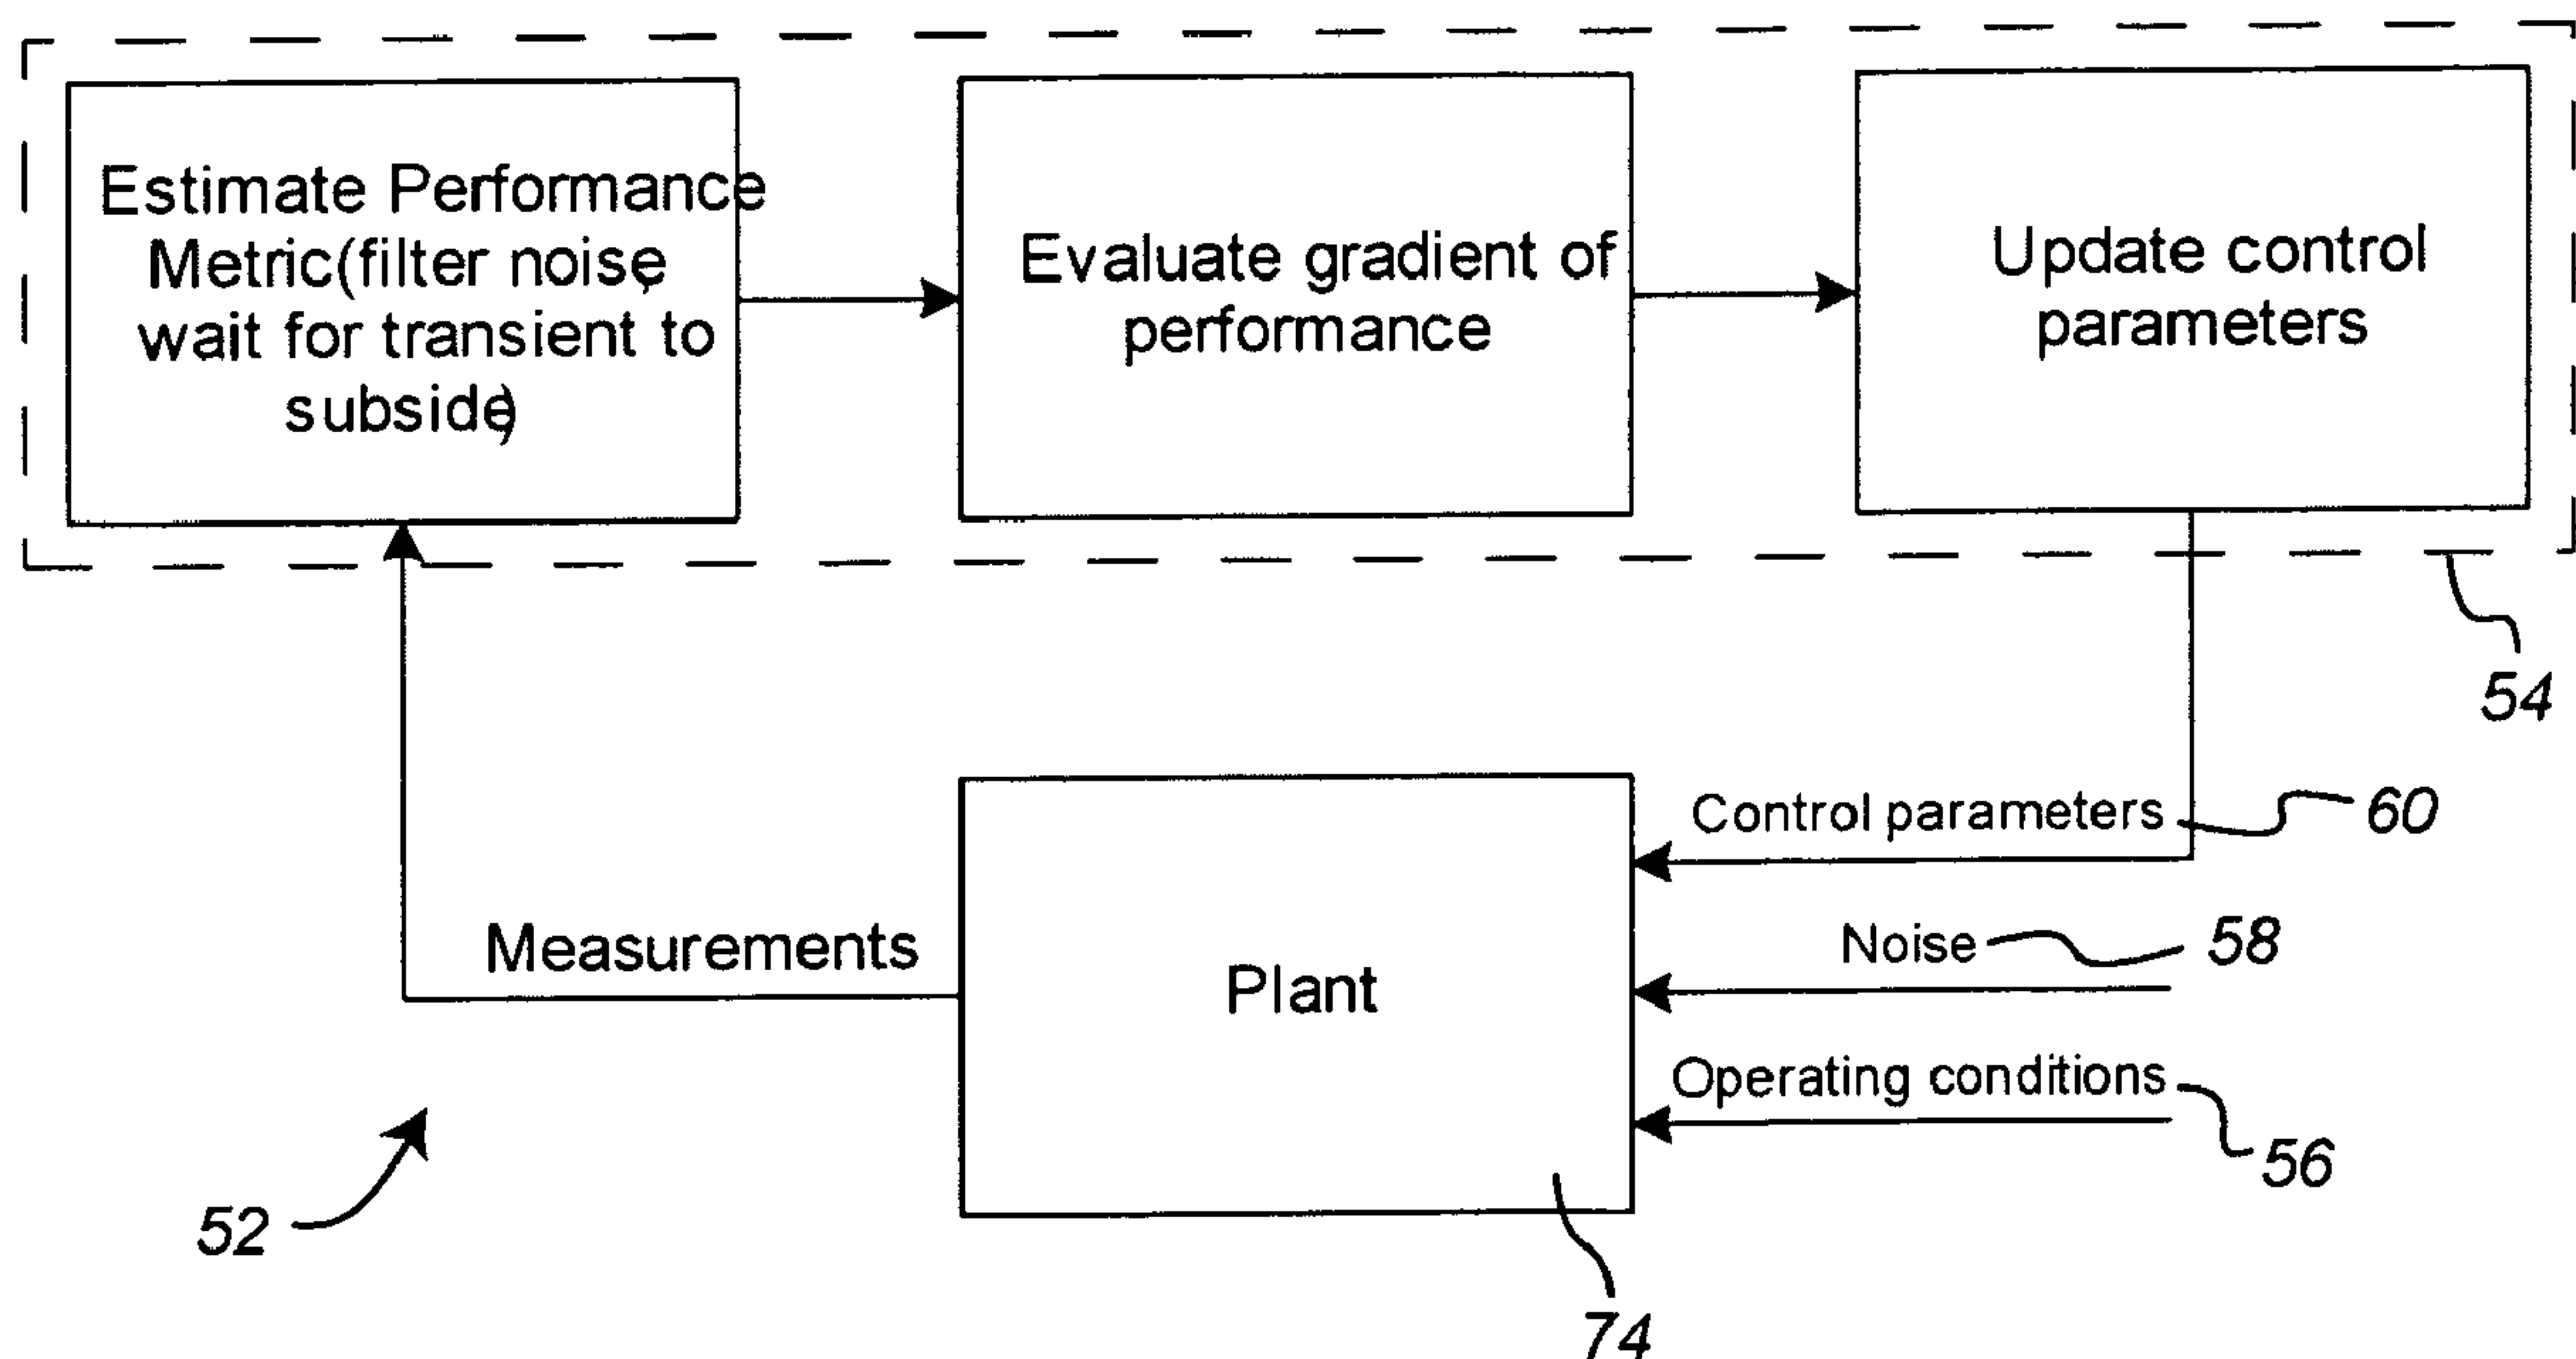 Estimate Performance
Metric(filter noise,
wait for transient to
subside)
Evaluate gradient of
performance
Update control
parameters
54
Control parameters
60
Measurements
Plant
Noise
58
Operating conditions
56
52
74